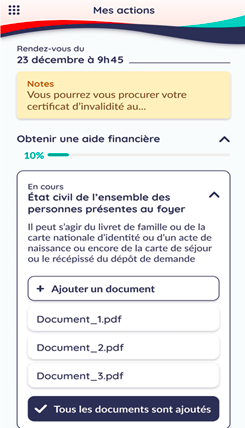 Mes actions
Rendez-vous du
23 décembre à 9h45
Notes
Vous pourrez vous procurer votre
certificat d'invalidité au...
Obtenir une aide financière
10%
En cours
État civil de l'ensemble des
personnes présentes au foyer
Il peut s'agir du livret de famille ou de la
carte nationale d'identité ou d'un acte de
naissance ou encore de la carte de séjour
ou le récépissé du dépôt de demande
+ Ajouter un document
Document_1.pdf
Document_2.pdf
Document_3.pdf
Tous les documents sont ajoutés